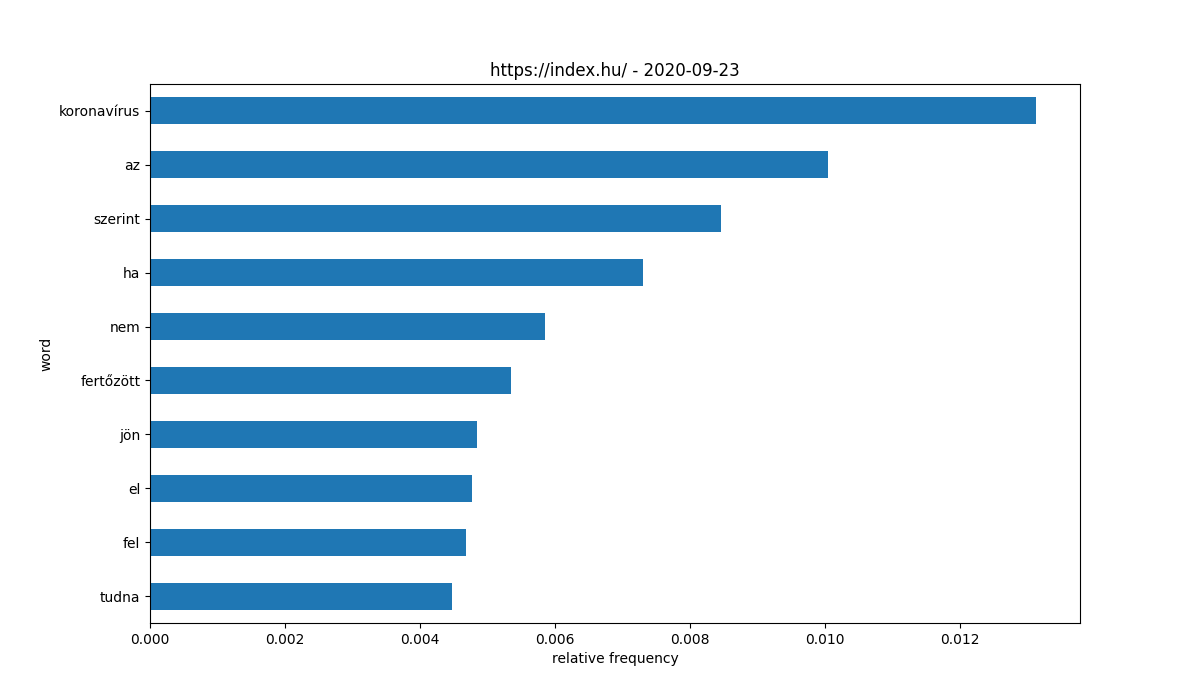 https://index.hu/ - 2020-09-23
koronavírus
az
szerint
ha
nem
fertőzött
jön
el
fel
tudna
word
0.000 0.002 0.004 0.006 0.008 0.010 0.012
relative frequency